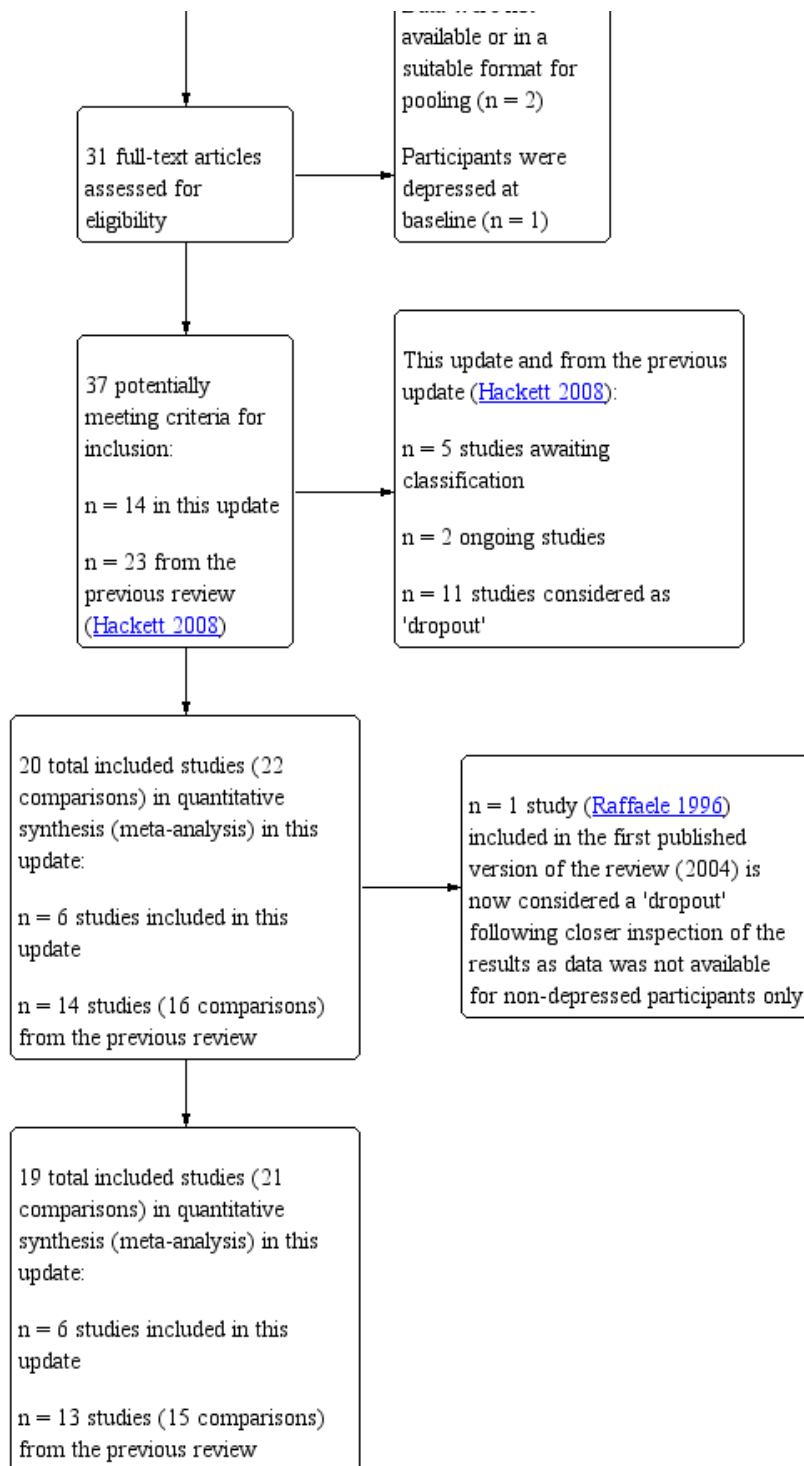 available or in a
suitable format for
pooling (n = 2)
Participants were
depressed at
baseline (n = 1)
31 full-text articles
assessed for
eligibility
37 potentially
meeting criteria for
inclusion:
n = 14 in this update
n = 23 from the
previous review
(Hackett 2008)
This update and from the previous
update (Hackett 2008):
n = 5 studies awaiting
classification
n = 2 ongoing studies
n = 11 studies considered as
'dropout'
20 total included studies (22
comparisons) in quantitative
synthesis (meta-analysis) in this
update:
n = 6 studies included in this
update
n = 14 studies (16 comparisons)
from the previous review
n = 1 study (Raffaele 1996)
included in the first published
version of the review (2004) is
now considered a 'dropout'
following closer inspection of the
results as data was not available
for non-depressed participants only
19 total included studies (21
comparisons) in quantitative
synthesis (meta-analysis) in this
update:
n = 6 studies included in this
update
n = 13 studies (15 comparisons)
from the previous review